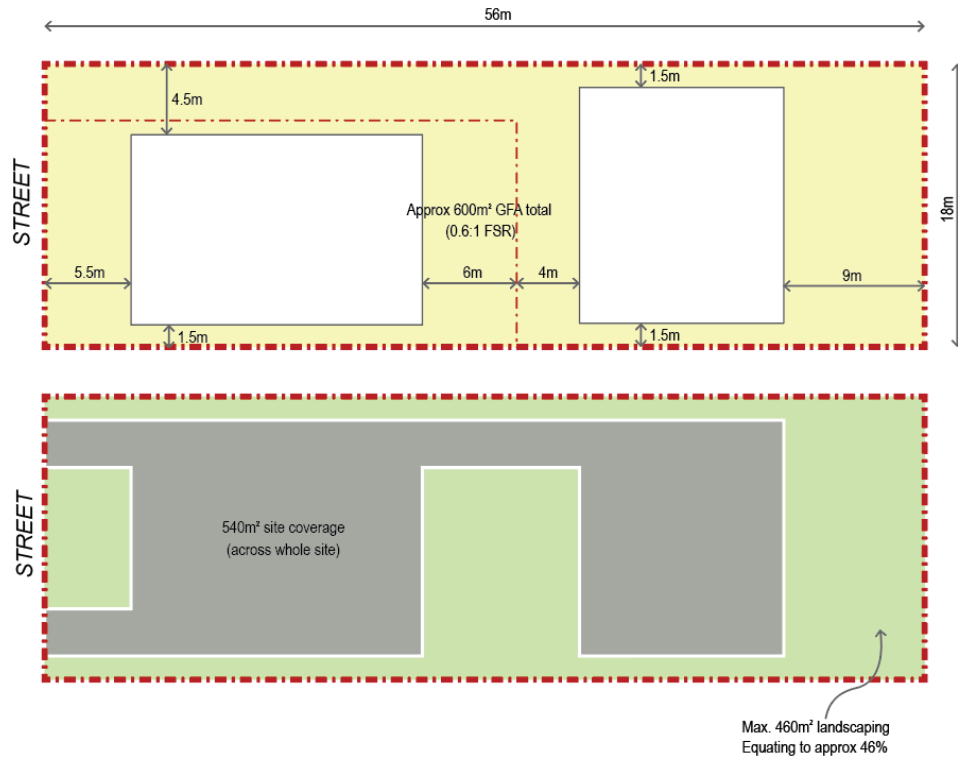 56m
1.5m
4.5m
STREET
18m
Approx 600m² GFA total
(0.6:1 FSR)
5.5m
6m
4m
9m
1.5m
1.5m
STREET
540m² site coverage
(across whole site)
Max. 460m² landscaping
Equating to approx 46%